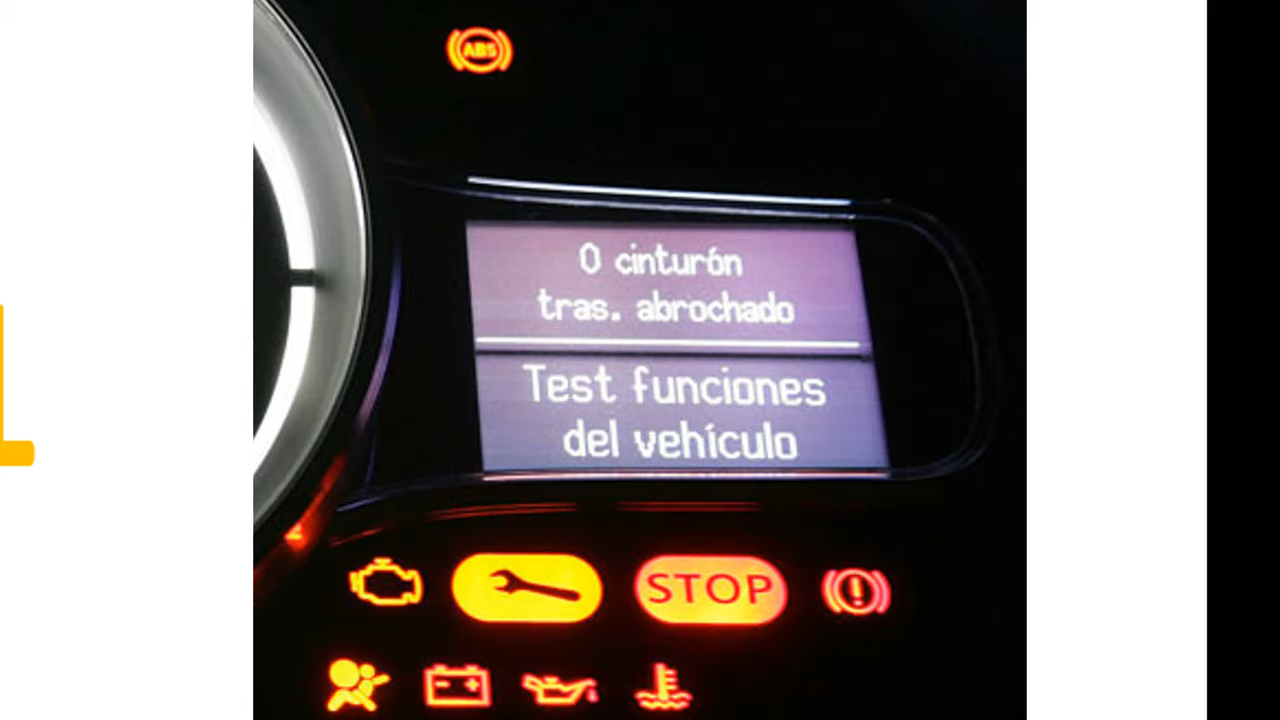 ABS
0 cinturón
tras. abrochado
Test funciones
del vehículo
STOP